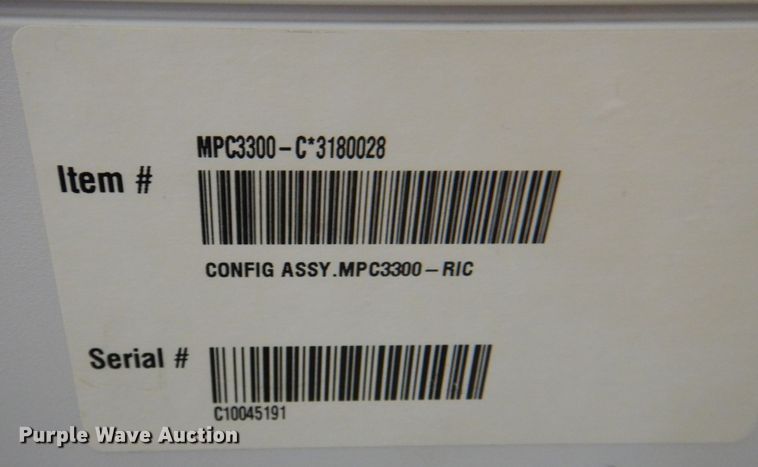 MPC3300-C*3180028
Item #
CONFIG ASSY.MPC3300-RIC
Serial #
C10045191
Purple Wave Auction